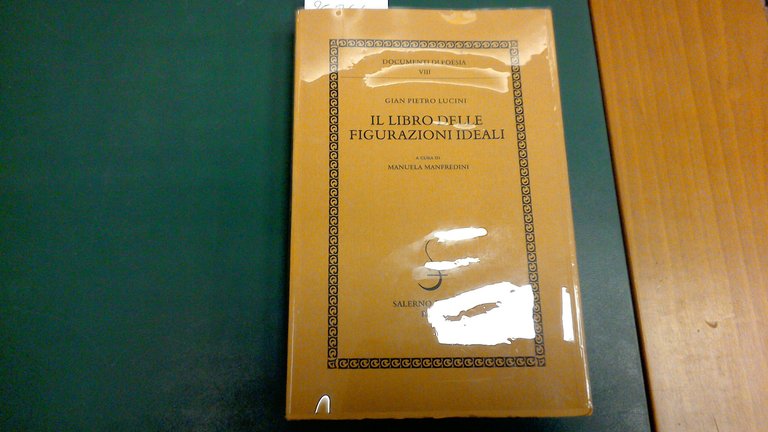 DOCUMENTI DI POESIA
VIII
GIAN PIETRO LUCINI
IL LIBRO DELLE
FIGURAZIONI IDEALI
A CURA DI
MANUELA MANFREDINI
SALERNO